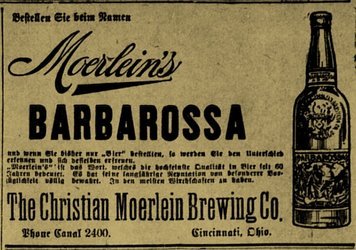 Bestellen Sie beim Namen
Moerlein's
BARBAROSSA
und wenn Sie bisher nur „Bier" bestellten, so werden Sie den Unterschied
erkennen und sich desselben erfreuen.
„Moerlein's" ist das Wort, welches die hochfeinste Qualität in Bier seit 60
Jahren bedeutet. Es hat seine langjährige Reputation von besonderer Vor-
züglichkeit völlig bewahrt. In den meisten Wirthschaften zu haben.
The Christian Moerlein Brewing Co.
Phone Canal 2400. Cincinnati, Ohio.
BARBAROSSA